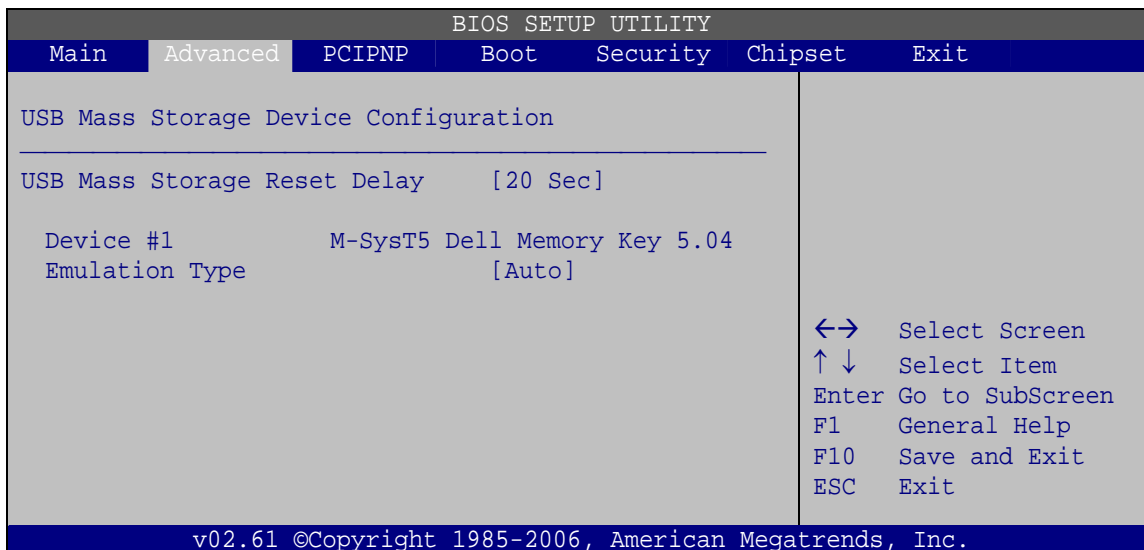 BIOS SETUP UTILITY
Main Advanced PCIPNP Boot Security Chipset Exit
USB Mass Storage Device Configuration
USB Mass Storage Reset Delay [20 Sec]
Device #1 M-SysT5 Dell Memory Key 5.04
Emulation Type [Auto]
←→ Select Screen
↑ ↓ Select Item
Enter Go to SubScreen
F1 General Help
F10 Save and Exit
ESC Exit
v02.61 ©Copyright 1985-2006, American Megatrends, Inc.